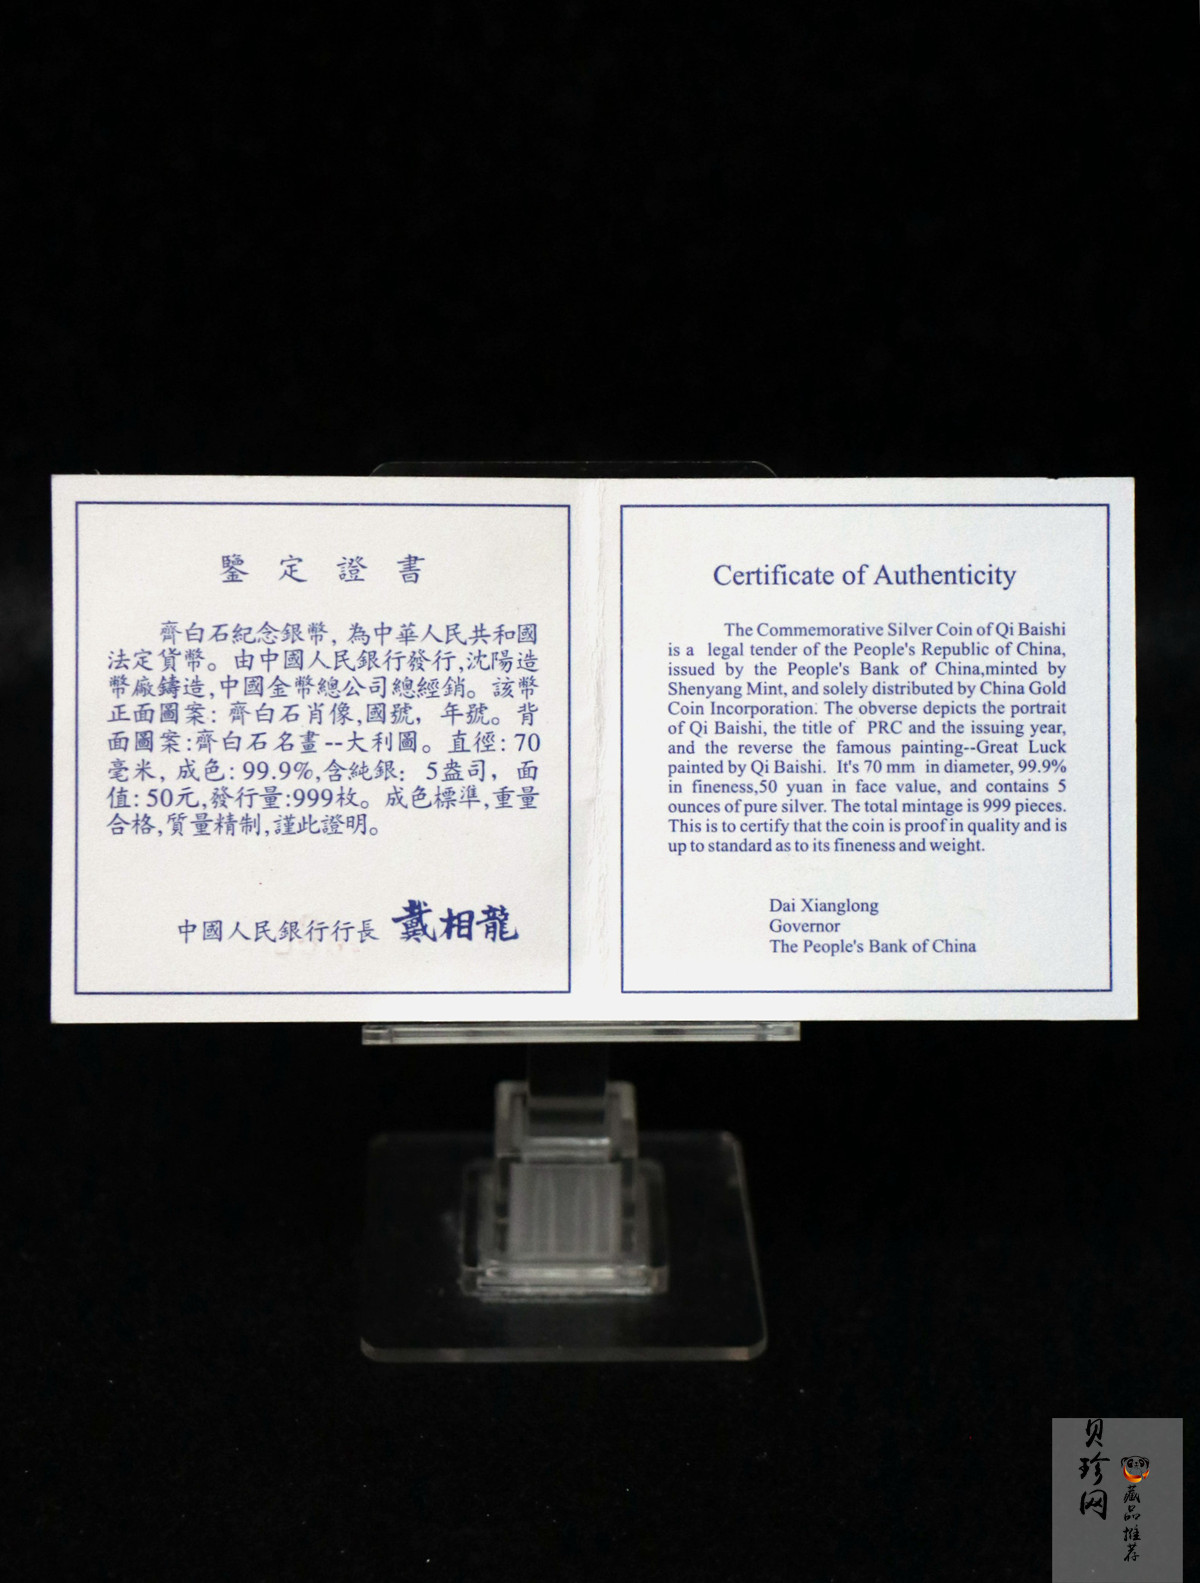 鑒定證書
齊白石紀念銀幣, 為中華人民共和國
法定貨幣。由中國人民銀行發行,沈陽造
幣廠鑄造,中國金幣總公司總經銷。該幣
正面圖案: 齊白石肖像,國號, 年號。背
面圖案:齊白石名畫--大利圖。直徑: 70
毫米, 成色: 99.9%,含純銀: 5盎司, 面
值: 50元,發行量:999枚。成色標準,重量
合格,質量精制,謹此證明。
中國人民銀行行長 戴相龍
Certificate of Authenticity
The Commemorative Silver Coin of Qi Baishi
is a legal tender of the People's Republic of China,
issued by the People's Bank of China,minted by
Shenyang Mint, and solely distributed by China Gold
Coin Incorporation. The obverse depicts the portrait
of Qi Baishi, the title of PRC and the issuing year,
and the reverse the famous painting--Great Luck
painted by Qi Baishi. It's 70 mm in diameter, 99.9%
in fineness,50 yuan in face value, and contains 5
ounces of pure silver. The total mintage is 999 pieces.
This is to certify that the coin is proof in quality and is
up to standard as to its fineness and weight.
Dai Xianglong
Governor
The People's Bank of China
贝珍网
藏品推荐